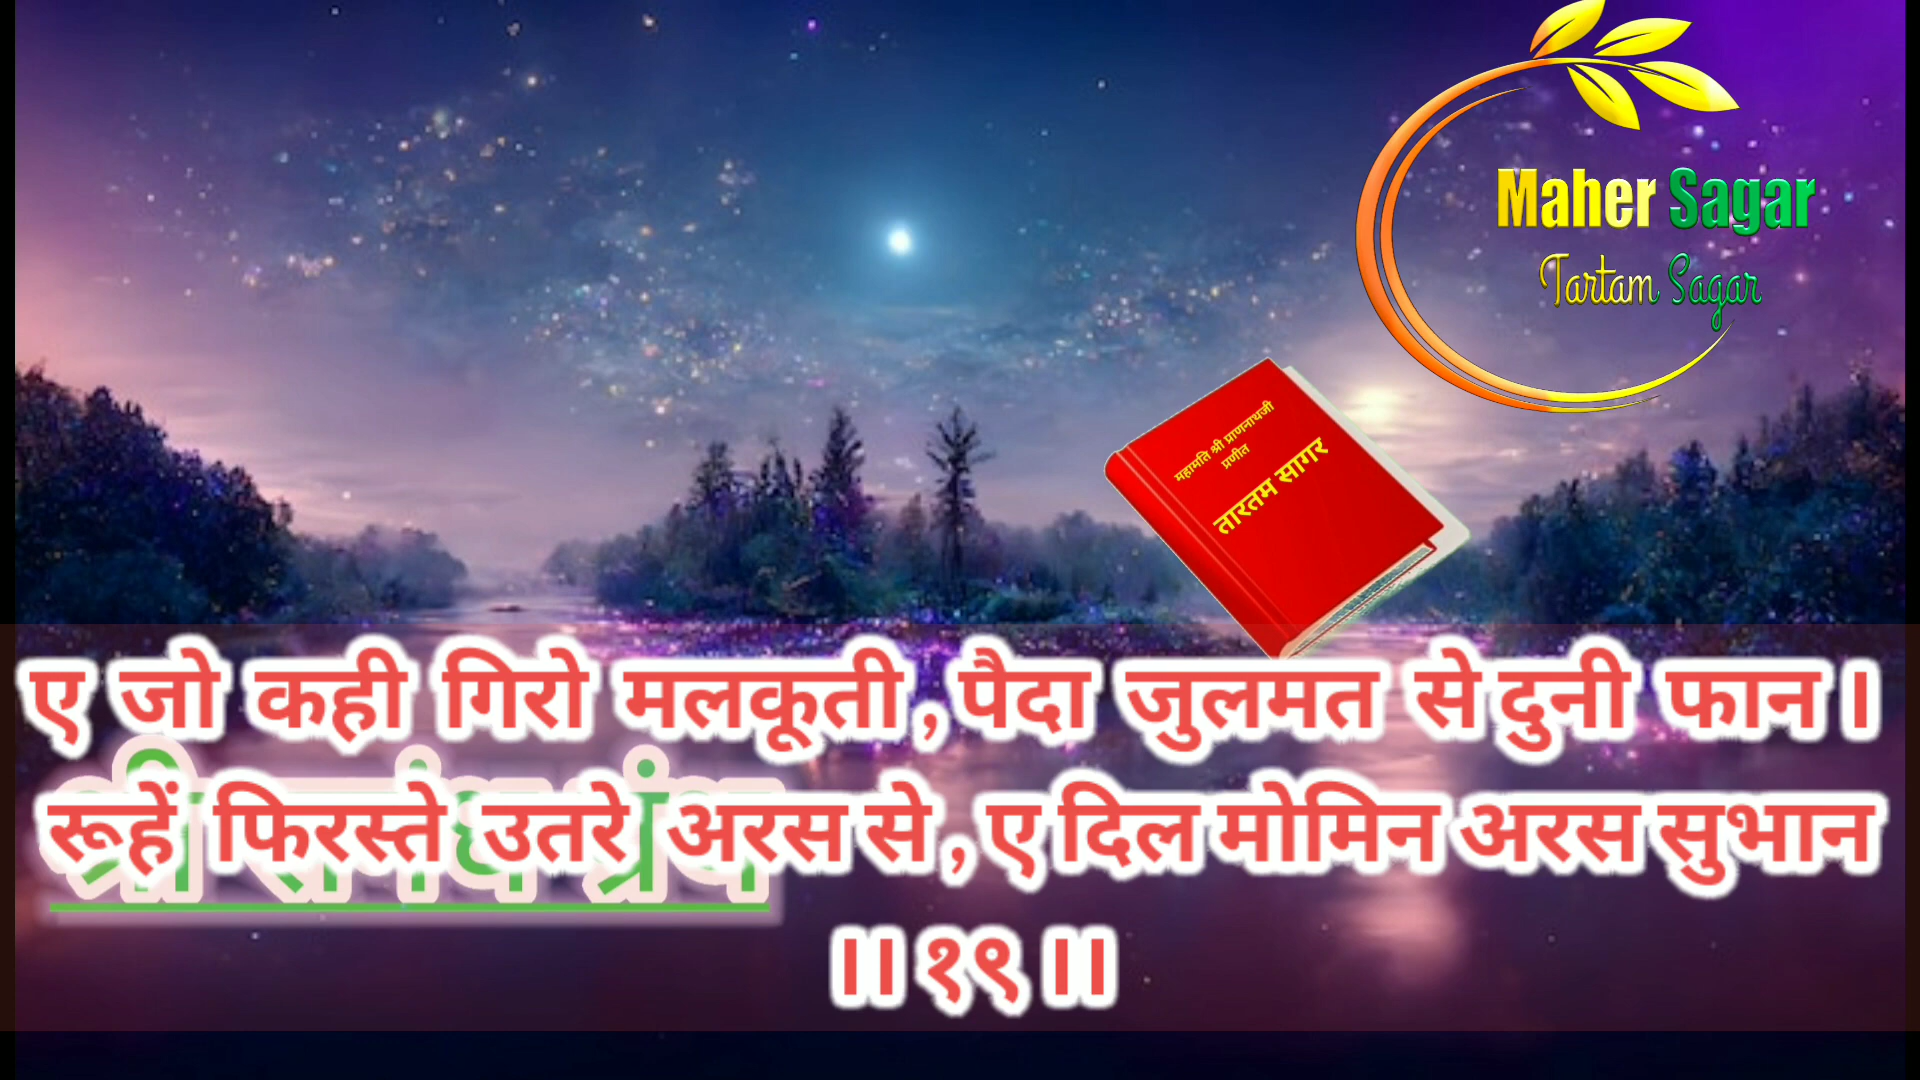 Maher Sagar
Tartam Sagar
महामति श्री प्राणनाथजी
प्रणीत
तारतम सागर
ए जो कही गिरो मलकूती , पैदा जुलमत से दुनी फान ।
रूहें फिरस्ते उतरे अरस से , ए दिल मोमिन अरस सुभान
।। १९ ।।